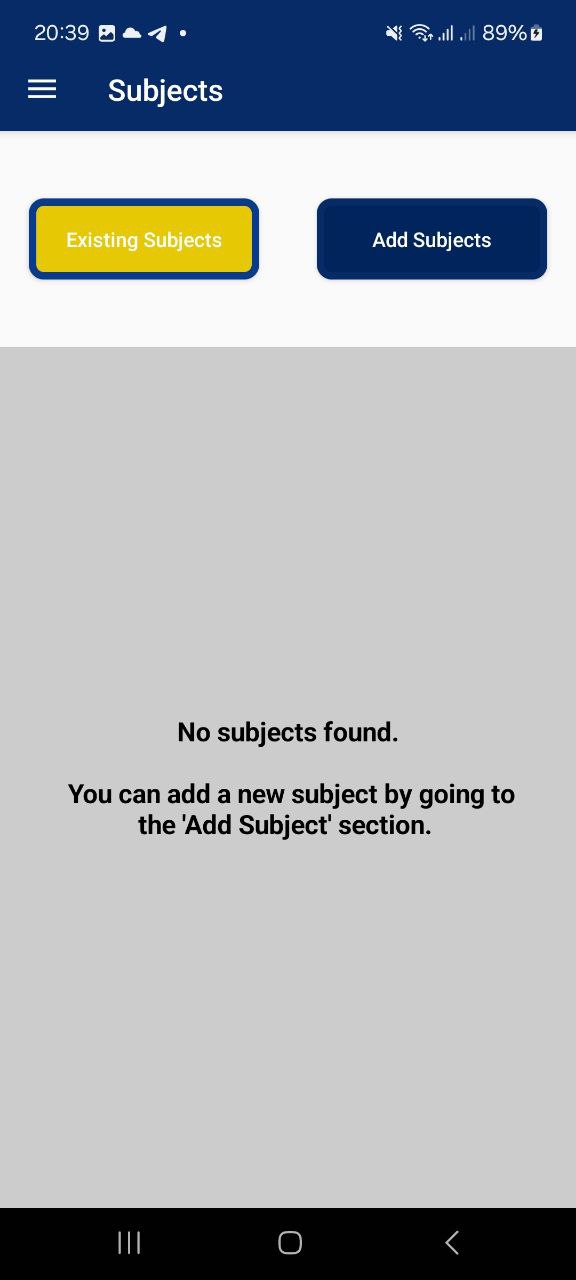 20:39 89%
Subjects
Existing Subjects Add Subjects
No subjects found.
You can add a new subject by going to
the 'Add Subject' section.